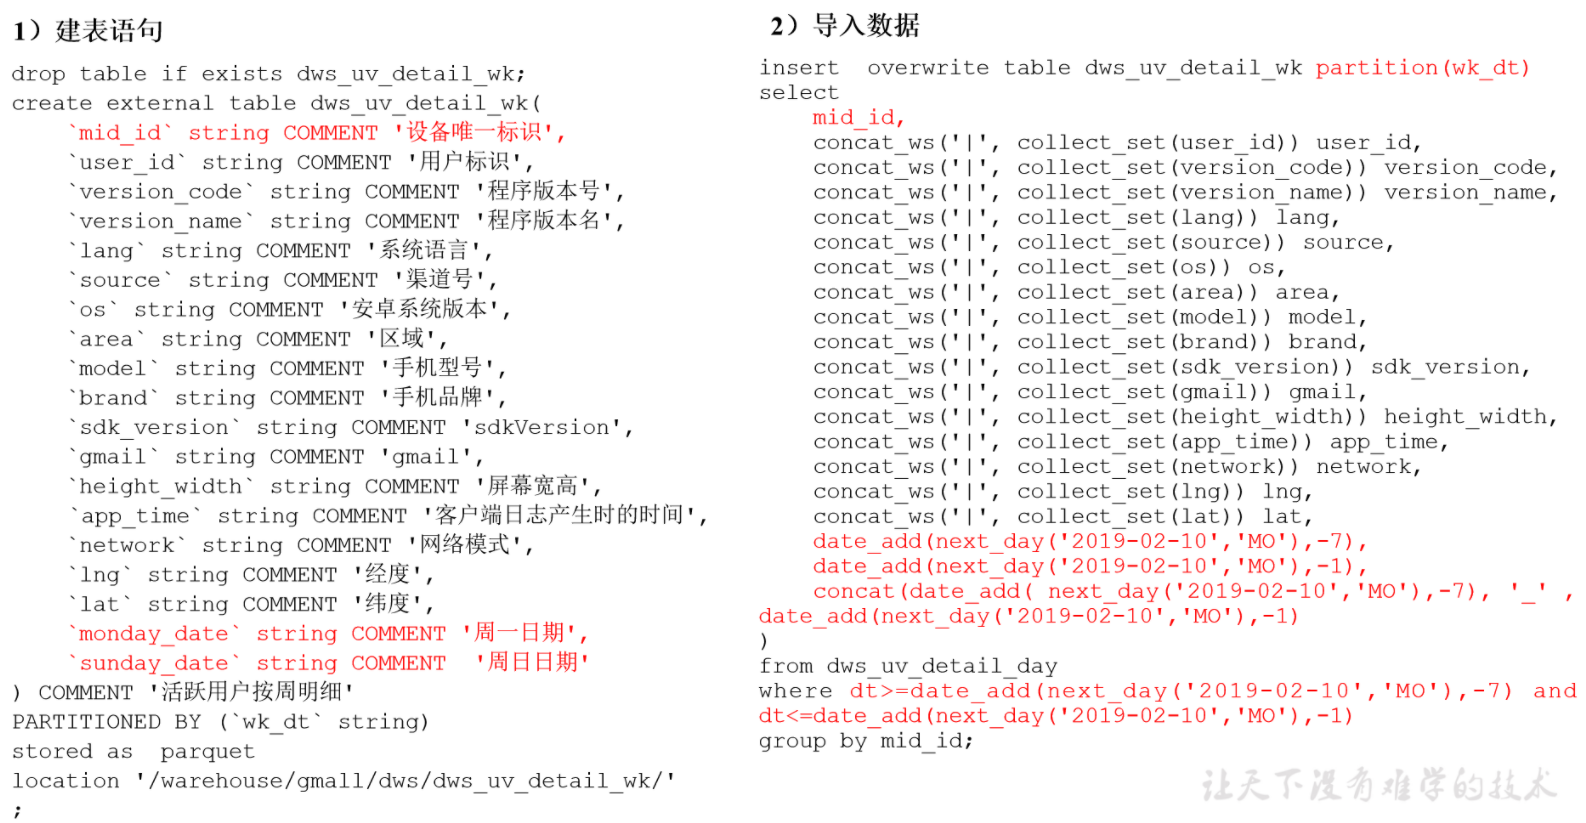 1）建表语句
drop table if exists dws_uv_detail_wk;
create external table dws_uv_detail_wk(
`mid_id` string COMMENT '设备唯一标识',
`user_id` string COMMENT '用户标识',
`version_code` string COMMENT '程序版本号',
`version_name` string COMMENT '程序版本名',
`lang` string COMMENT '系统语言',
`source` string COMMENT '渠道号',
`os` string COMMENT '安卓系统版本',
`area` string COMMENT '区域',
`model` string COMMENT '手机型号',
`brand` string COMMENT '手机品牌',
`sdk_version` string COMMENT 'sdkVersion',
`gmail` string COMMENT 'gmail',
`height_width` string COMMENT '屏幕宽高',
`app_time` string COMMENT '客户端日志产生时的时间',
`network` string COMMENT '网络模式',
`lng` string COMMENT '经度',
`lat` string COMMENT '纬度',
`monday_date` string COMMENT '周一日期',
`sunday_date` string COMMENT  '周日日期'
) COMMENT '活跃用户按周明细'
PARTITIONED BY (`wk_dt` string)
stored as  parquet
location '/warehouse/gmall/dws/dws_uv_detail_wk/'
;
2）导入数据
insert  overwrite table dws_uv_detail_wk partition(wk_dt)
select
mid_id,
concat_ws('|', collect_set(user_id)) user_id,
concat_ws('|', collect_set(version_code)) version_code,
concat_ws('|', collect_set(version_name)) version_name,
concat_ws('|', collect_set(lang)) lang,
concat_ws('|', collect_set(source)) source,
concat_ws('|', collect_set(os)) os,
concat_ws('|', collect_set(area)) area,
concat_ws('|', collect_set(model)) model,
concat_ws('|', collect_set(brand)) brand,
concat_ws('|', collect_set(sdk_version)) sdk_version,
concat_ws('|', collect_set(gmail)) gmail,
concat_ws('|', collect_set(height_width)) height_width,
concat_ws('|', collect_set(app_time)) app_time,
concat_ws('|', collect_set(network)) network,
concat_ws('|', collect_set(lng)) lng,
concat_ws('|', collect_set(lat)) lat,
date_add(next_day('2019-02-10','MO'),-7),
date_add(next_day('2019-02-10','MO'),-1),
concat(date_add( next_day('2019-02-10','MO'),-7), '_' ,
date_add(next_day('2019-02-10','MO'),-1)
)
from dws_uv_detail_day
where dt>=date_add(next_day('2019-02-10','MO'),-7) and
dt<=date_add(next_day('2019-02-10','MO'),-1)
group by mid_id;
让天下没有难学的技术